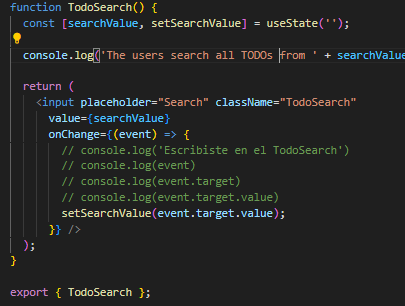 function TodoSearch() {
  const [searchValue, setSearchValue] = useState('');

  console.log('The users search all TODOs from ' + searchValue

  return (
    <input placeholder="Search" className="TodoSearch"
      value={searchValue}
      onChange={(event) => {
        // console.log('Escribiste en el TodoSearch')
        // console.log(event)
        // console.log(event.target)
        // console.log(event.target.value)
        setSearchValue(event.target.value);
      }} />
  );
}

export { TodoSearch };